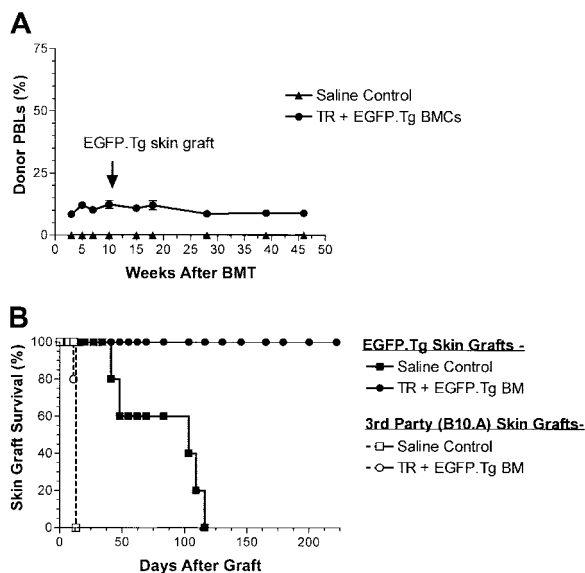 A
Donor PBLs (%)
75
50
25
0
EGFP.Tg skin graft
0 5 10 15 20 25 30 35 40 45 50
Weeks After BMT
Saline Control
TR + EGFP.Tg BMCs
B
Skin Graft Survival (%)
100
80
60
40
20
0
0 50 100 150 200
Days After Graft
EGFP.Tg Skin Grafts -
Saline Control
TR + EGFP.Tg BM
3rd Party (B10.A) Skin Grafts-
Saline Control
TR + EGFP.Tg BM